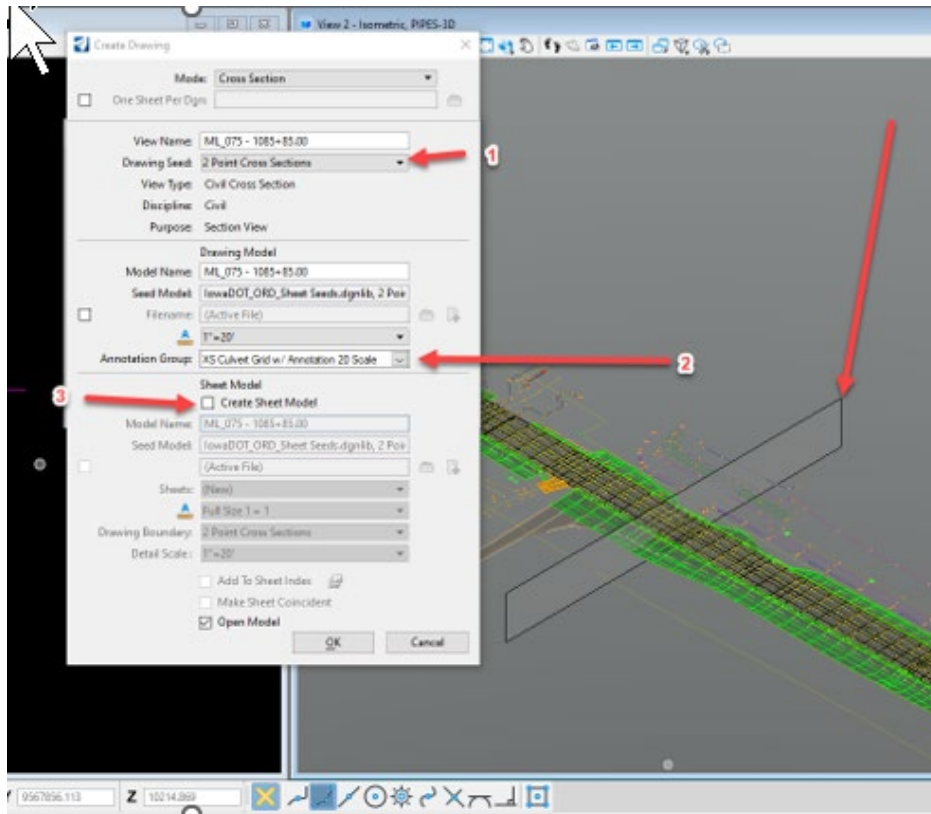 View 2 - Isometric, PIPES-3D
Create Drawing
Mode: Cross Section
One Sheet Per Dgn:
View Name: ML_075 - 1085+85.00
Drawing Seed: 2 Point Cross Sections
1
View Type: Civil Cross Section
Discipline: Civil
Purpose: Section View
Drawing Model
Model Name: ML_075 - 1085+85.00
Seed Model: IowaDOT_ORD_Sheet Seeds.dgnlib, 2 Poir
Filename: (Active File)
1"=20'
Annotation Group: XS Culvert Grid w/ Annotation 20 Scale
2
Sheet Model
3
Create Sheet Model
Model Name: ML_075 - 1085+85.00
Seed Model: IowaDOT_ORD_Sheet Seeds.dgnlib, 2 Poir
(Active File)
Sheets: (New)
Full Size 1 = 1
Drawing Boundary: 2 Point Cross Sections
Detail Scale : 1"=20'
Add To Sheet Index
Make Sheet Coincident
Open Model
OK Cancel
9567856.113 Z 10214.869